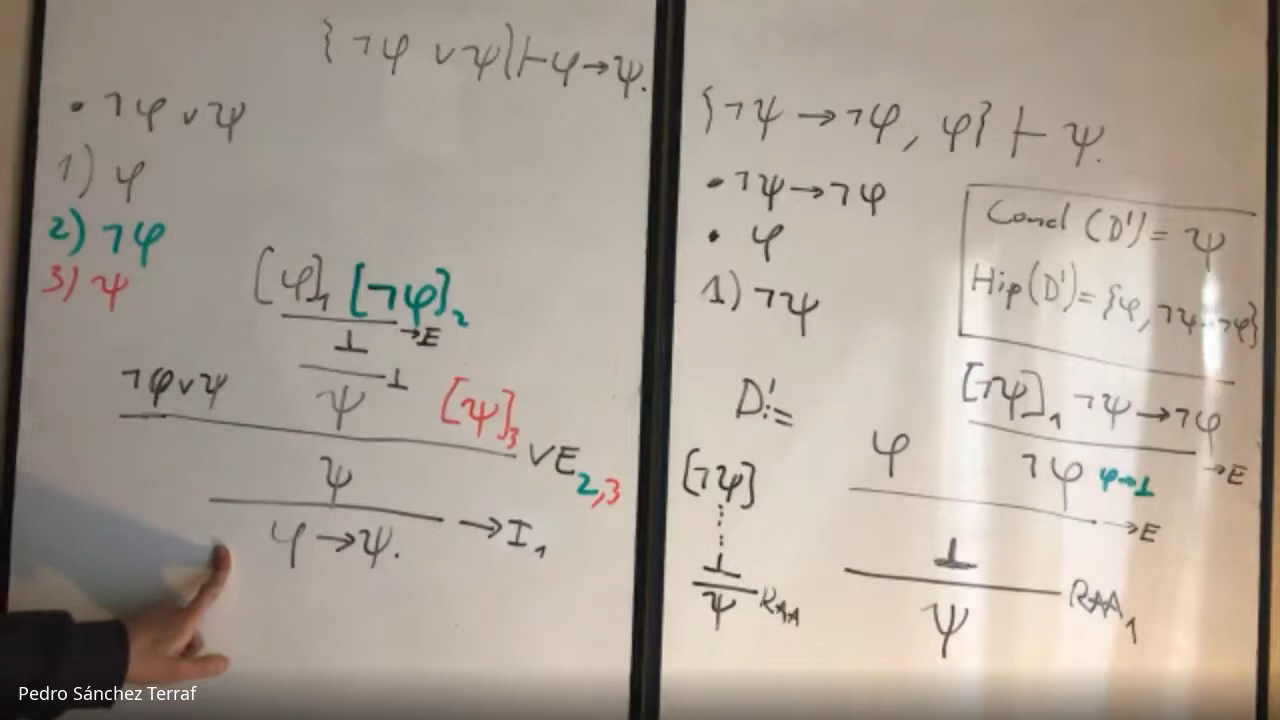 {¬φ ∨ ψ} ⊢ φ → ψ.
• ¬φ ∨ ψ
1) φ
2) ¬φ
3) ψ
[φ]₁ [¬φ]₂
⊥ →E
ψ ⊥
¬φ ∨ ψ [ψ]₃
ψ ∨E₂,₃
φ → ψ. →I₁
{¬ψ → ¬φ, φ} ⊢ ψ.
• ¬ψ → ¬φ
• φ
1) ¬ψ
Concl (D') = ψ
Hip (D') = {φ, ¬ψ → ¬φ}
D' :=
[¬ψ]
⋮
⊥
ψ RAA
[¬ψ]₁ ¬ψ → ¬φ
φ ¬φ φ→⊥ →E
⊥ →E
ψ RAA₁
Pedro Sánchez Terraf